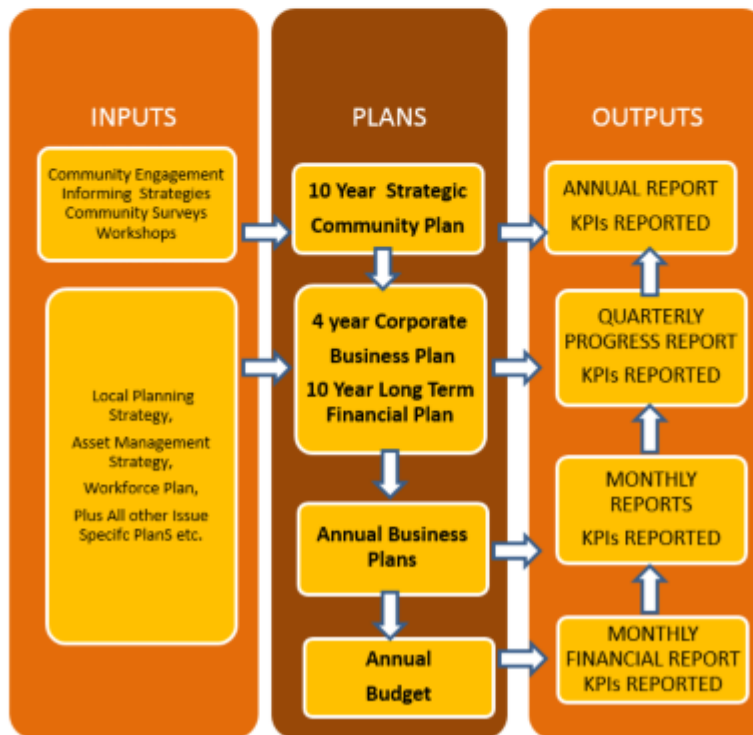 INPUTS
Community Engagement
Informing Strategies
Community Surveys
Workshops
Local Planning
Strategy,
Asset Management
Strategy,
Workforce Plan,
Plus All other Issue
Specifc PlanS etc.
PLANS
10 Year Strategic
Community Plan
4 year Corporate
Business Plan
10 Year Long Term
Financial Plan
Annual Business
Plans
Annual
Budget
OUTPUTS
ANNUAL REPORT
KPIs REPORTED
QUARTERLY
PROGRESS REPORT
KPIs REPORTED
MONTHLY
REPORTS
KPIs REPORTED
MONTHLY
FINANCIAL REPORT
KPIs REPORTED